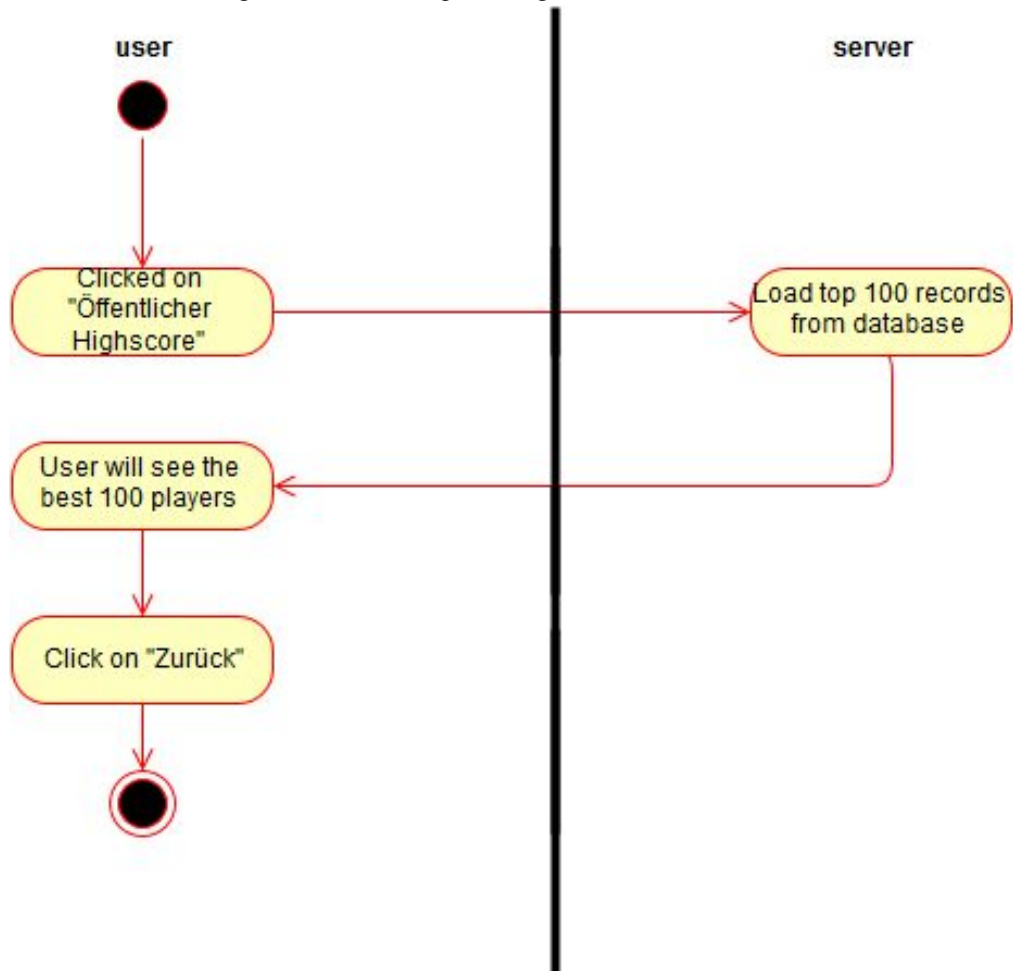 user
server
Clicked on
"Öffentlicher
Highscore"
Load top 100 records
from database
User will see the
best 100 players
Click on "Zurück"